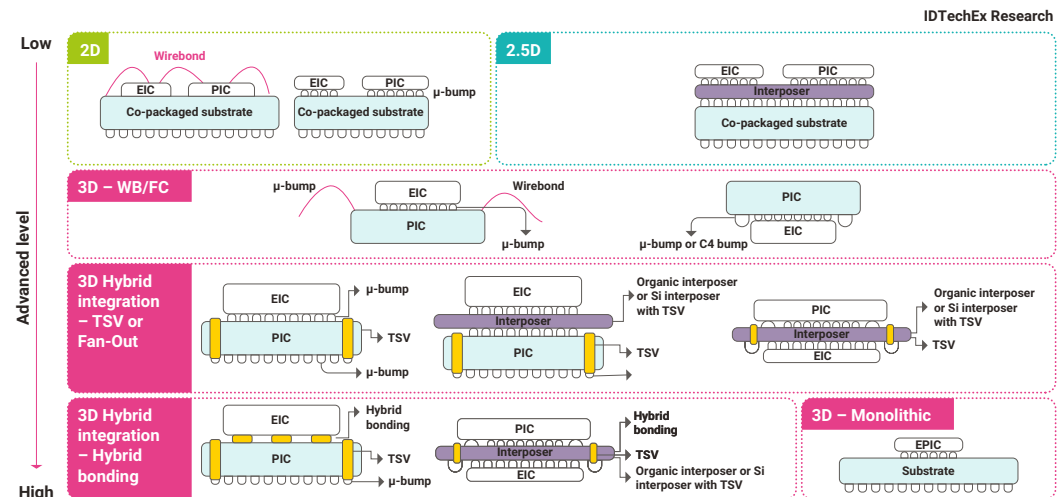 IDTechEx Research
Low
Advanced level
High
2D
Wirebond
EIC
PIC
Co-packaged substrate
EIC
PIC
μ-bump
Co-packaged substrate
2.5D
EIC
PIC
Interposer
Co-packaged substrate
3D – WB/FC
μ-bump
EIC
Wirebond
PIC
μ-bump
PIC
μ-bump or C4 bump
EIC
3D Hybrid
integration
– TSV or
Fan-Out
EIC
μ-bump
PIC
TSV
μ-bump
EIC
Interposer
Organic interposer
or Si interposer
with TSV
PIC
TSV
PIC
Interposer
EIC
Organic interposer
or Si interposer
with TSV
TSV
3D Hybrid
integration
– Hybrid
bonding
EIC
Hybrid
bonding
PIC
TSV
μ-bump
PIC
Interposer
EIC
Hybrid
bonding
TSV
Organic interposer or Si
interposer with TSV
3D – Monolithic
EPIC
Substrate